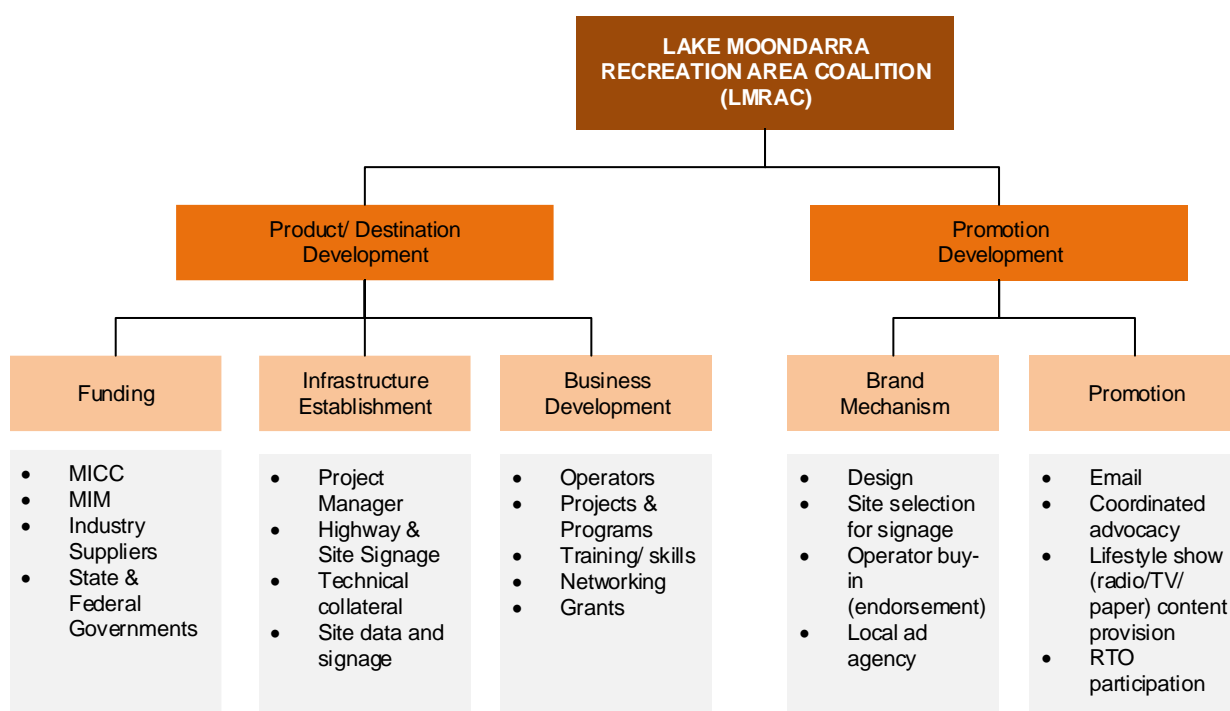 LAKE MOONDARRA
RECREATION AREA COALITION
(LMRAC)
Product/ Destination
Development
Promotion
Development
Funding
Infrastructure
Establishment
Business
Development
Brand
Mechanism
Promotion
• MICC
• MIM
• Industry
Suppliers
• State &
Federal
Governments
• Project
Manager
• Highway &
Site Signage
• Technical
collateral
• Site data and
signage
• Operators
• Projects &
Programs
• Training/ skills
• Networking
• Grants
• Design
• Site selection
for signage
• Operator buy-
in
(endorsement)
• Local ad
agency
• Email
• Coordinated
advocacy
• Lifestyle show
(radio/TV/
paper) content
provision
• RTO
participation